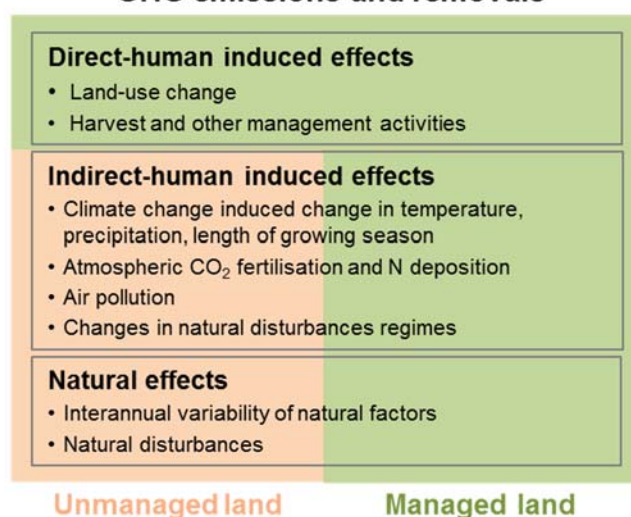 Direct-human induced effects
• Land-use change
• Harvest and other management activities
Indirect-human induced effects
• Climate change induced change in temperature,
precipitation, length of growing season
• Atmospheric CO₂ fertilisation and N deposition
• Air pollution
• Changes in natural disturbances regimes
Natural effects
• Interannual variability of natural factors
• Natural disturbances
Unmanaged land
Managed land